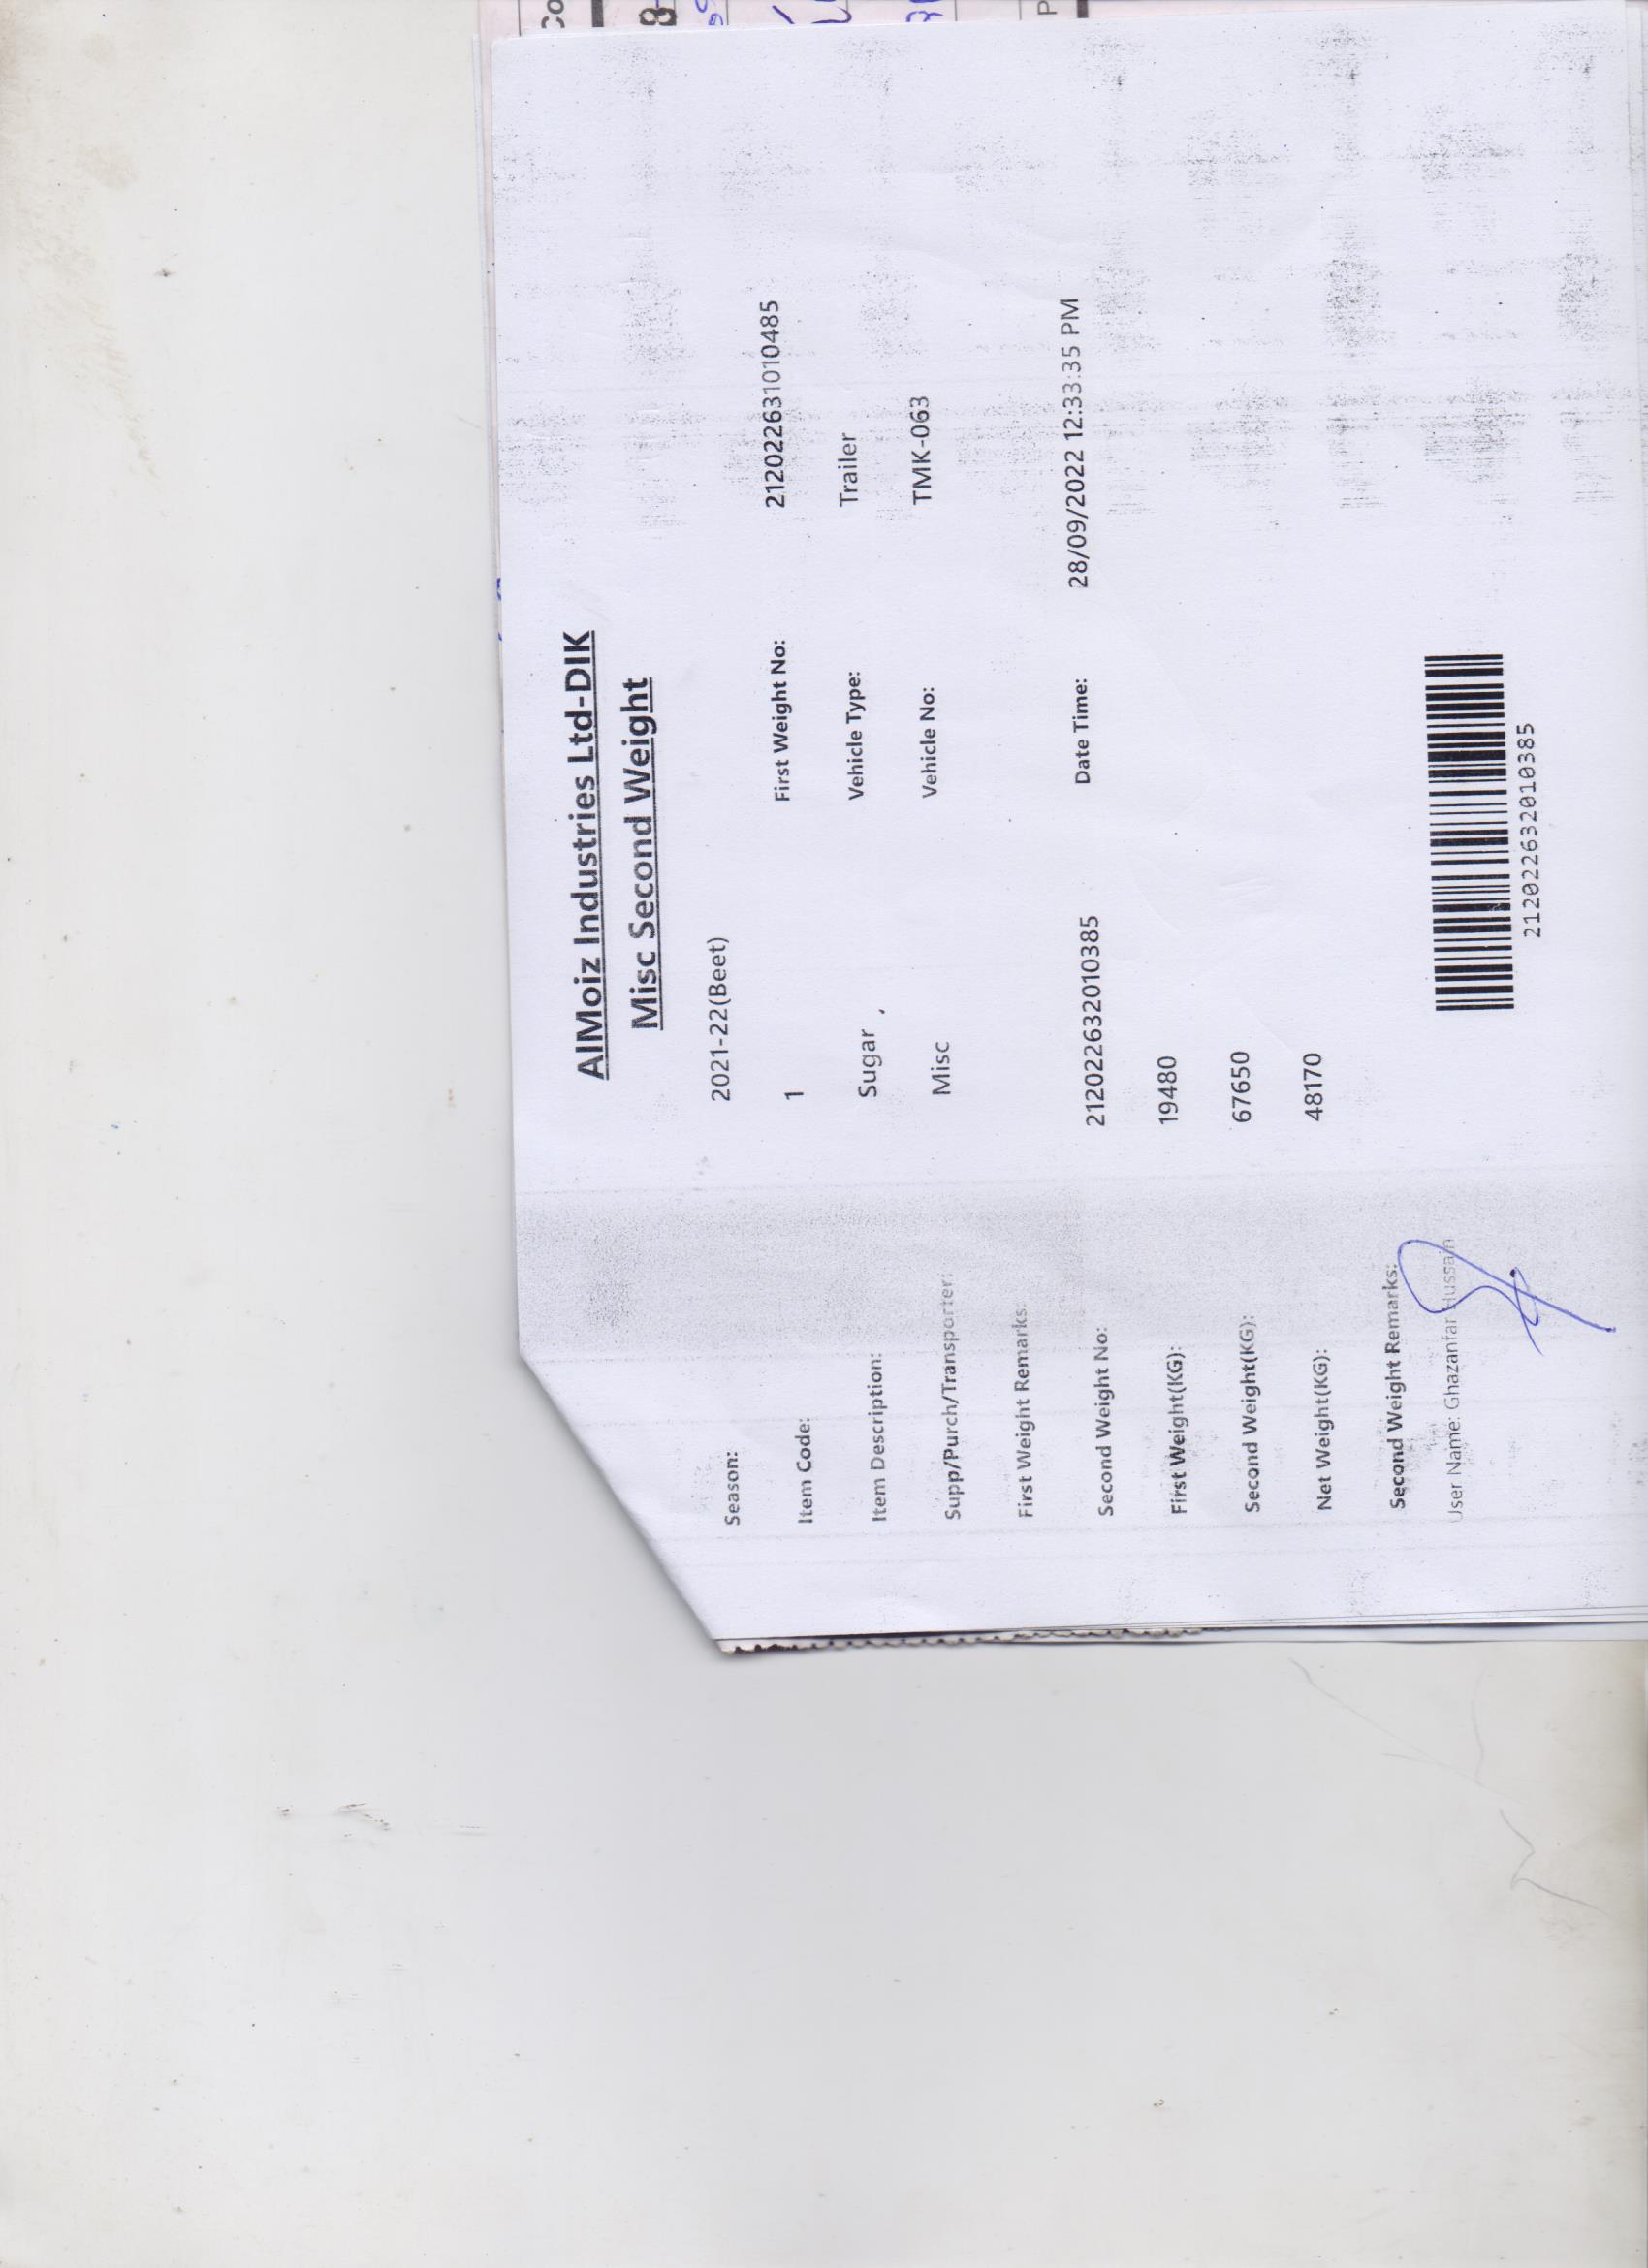 AlMoiz Industries Ltd-DIK
Misc Second Weight
Season: 2021-22(Beet)
Item Code: 1 First Weight No: 212022631010485
Item Description: Sugar , Vehicle Type: Trailer
Supp/Purch/Transporter: Misc Vehicle No: TMK-063
First Weight Remarks:
Second Weight No: 212022632010385 Date Time: 28/09/2022 12:33:35 PM
First Weight(KG): 19480
Second Weight(KG): 67650
Net Weight(KG): 48170
Second Weight Remarks:
User Name: Ghazanfar Hussain
212022632010385